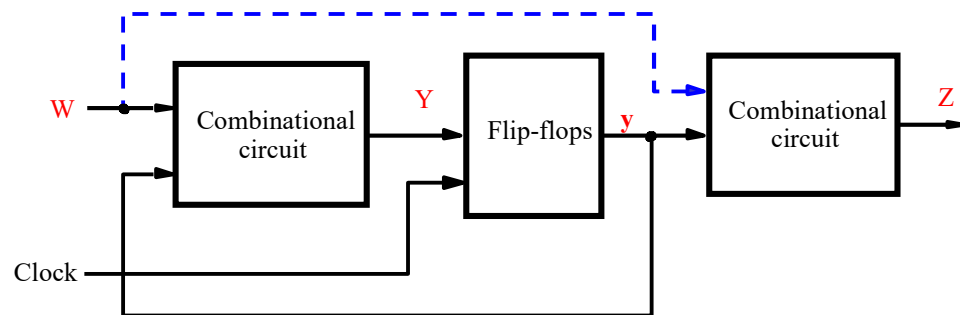 W
Combinational
circuit
Y
Flip-flops
y
Combinational
circuit
Z
Clock